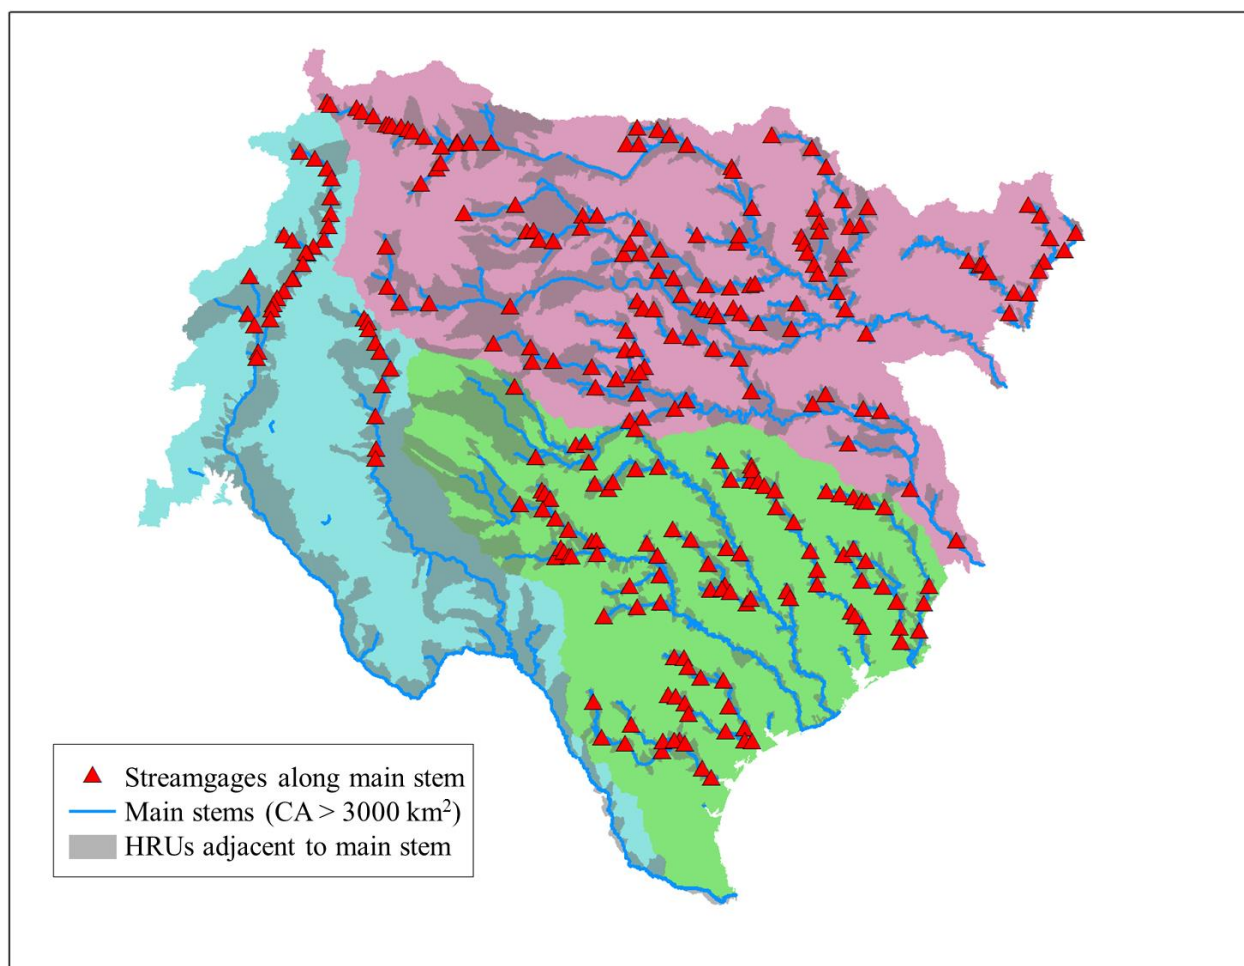 Streamgages along main stem
Main stems (CA > 3000 km²)
HRUs adjacent to main stem